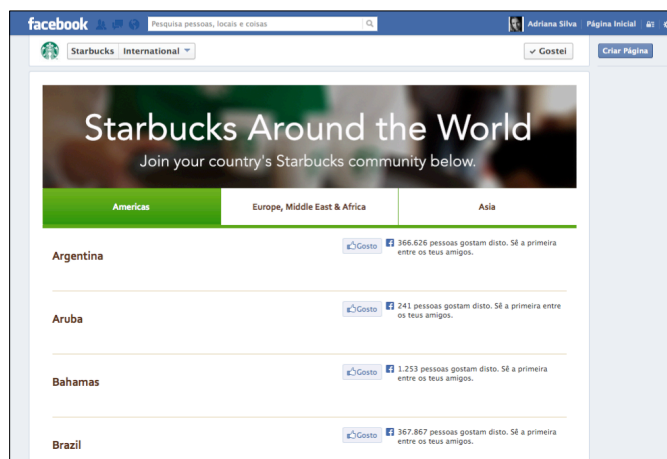 facebook
Pesquisa pessoas, locais e coisas
Adriana Silva
Página Inicial
Starbucks
International
Gostei
Criar Página
Starbucks Around the World
Join your country's Starbucks community below.
Americas
Europe, Middle East & Africa
Asia
Argentina
Gosto
366.626 pessoas gostam disto. Sê a primeira
entre os teus amigos.
Aruba
Gosto
241 pessoas gostam disto. Sê a primeira entre
os teus amigos.
Bahamas
Gosto
1.253 pessoas gostam disto. Sê a primeira
entre os teus amigos.
Brazil
Gosto
367.867 pessoas gostam disto. Sê a primeira
entre os teus amigos.